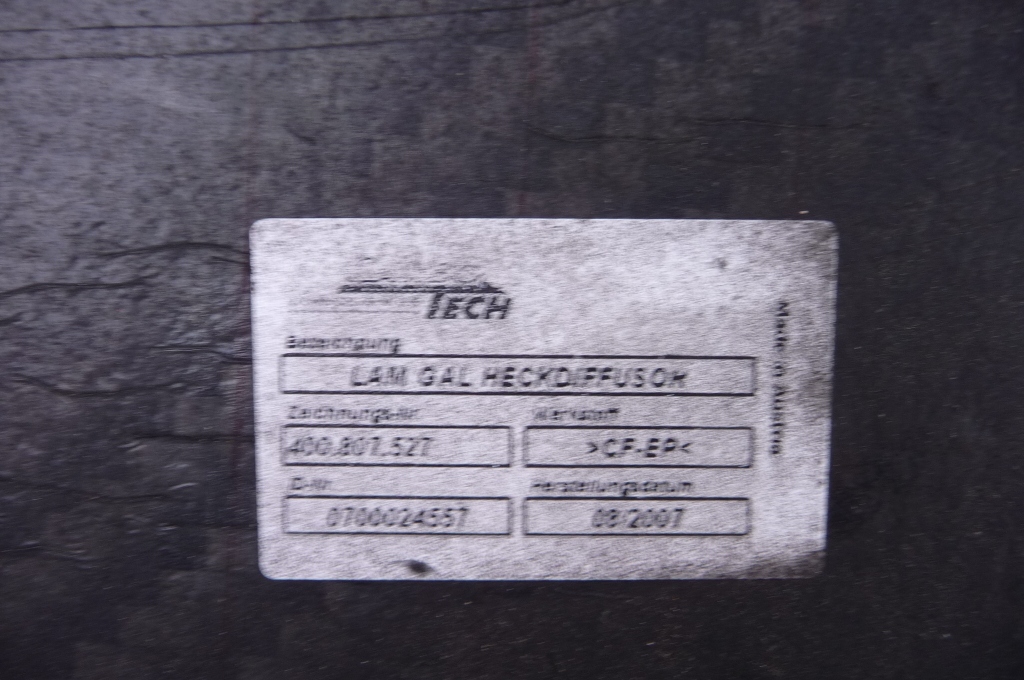 TECH
Bezeichnung
LAM GAL HECKDIFFUSOR
Zeichnungs-Nr. Werkstoff
400.807.527 >CF-EP<
ID-Nr. Herstellungsdatum
0700024557 08/2007
Made in Austria